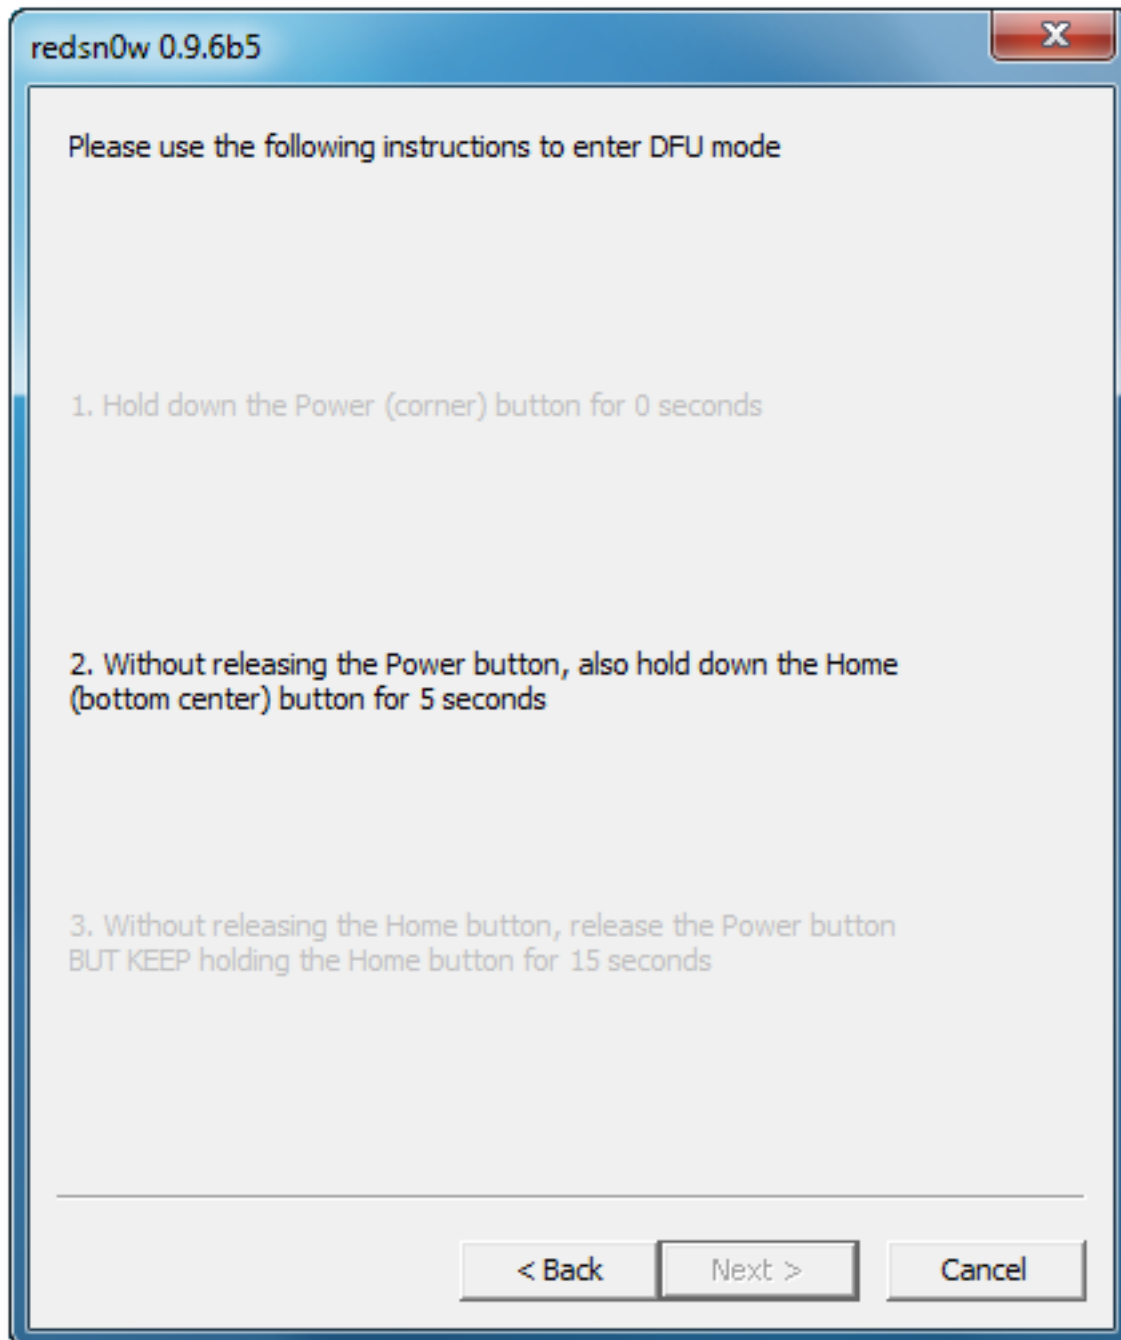 redsn0w 0.9.6b5
Please use the following instructions to enter DFU mode
1. Hold down the Power (corner) button for 0 seconds
2. Without releasing the Power button, also hold down the Home
(bottom center) button for 5 seconds
3. Without releasing the Home button, release the Power button
BUT KEEP holding the Home button for 15 seconds
< Back Next > Cancel